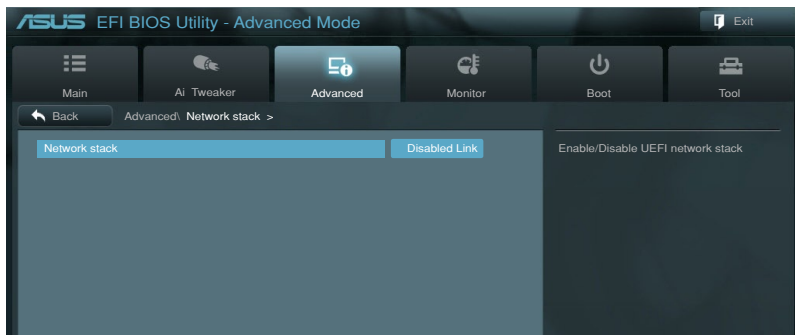 ASUS EFI BIOS Utility - Advanced Mode
Exit
Main
Ai Tweaker
Advanced
Monitor
Boot
Tool
Back
Advanced\ Network stack >
Network stack
Disabled Link
Enable/Disable UEFI network stack